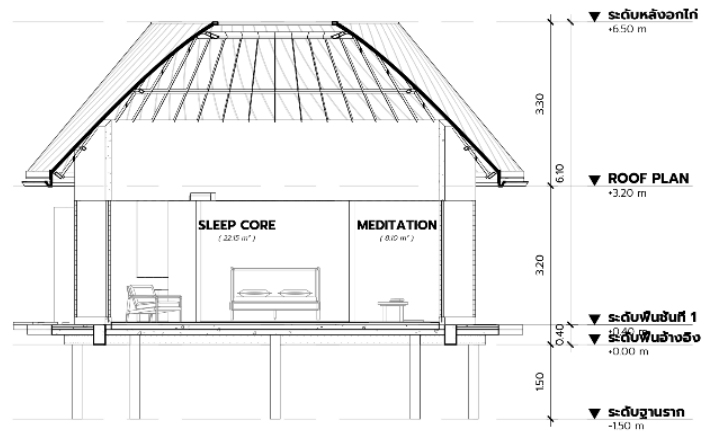 ระดับหลังอกไก่
+6.50 m
3.30
6.10
ROOF PLAN
+3.20 m
SLEEP CORE
( 22.15 m² )
MEDITATION
( 8.10 m² )
3.20
ระดับพื้นชั้นที่ 1
+0.40 m
0.40
ระดับพื้นอ้างอิง
+0.00 m
1.50
ระดับฐานราก
-1.50 m